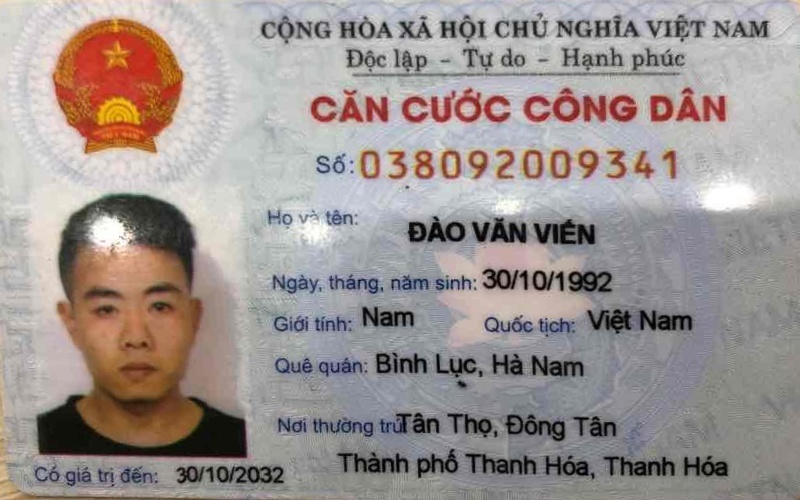 CỘNG HÒA XÃ HỘI CHỦ NGHĨA VIỆT NAM
Độc lập - Tự do - Hạnh phúc
CĂN CƯỚC CÔNG DÂN
Số: 038092009341
Họ và tên: ĐÀO VĂN VIẾN
Ngày, tháng, năm sinh: 30/10/1992
Giới tính: Nam Quốc tịch: Việt Nam
Quê quán: Bình Lục, Hà Nam
Nơi thường trú: Tân Thọ, Đông Tân
Thành phố Thanh Hóa, Thanh Hóa
Có giá trị đến: 30/10/2032